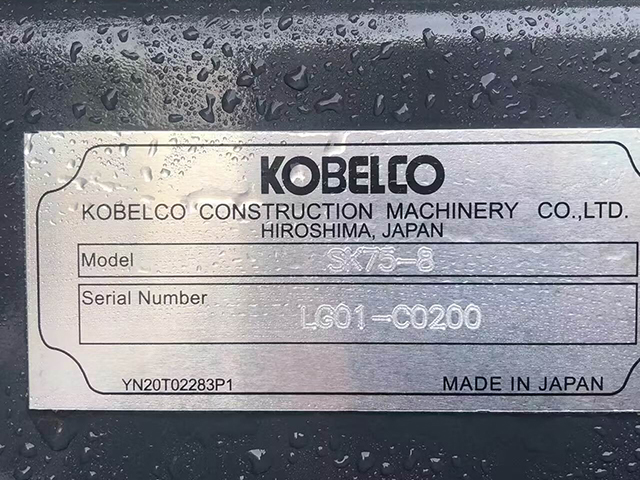 KOBELCO
KOBELCO CONSTRUCTION MACHINERY CO.,LTD.
HIROSHIMA, JAPAN
Model SK75-8
Serial Number
LG01-C0200
YN20T02283P1 MADE IN JAPAN